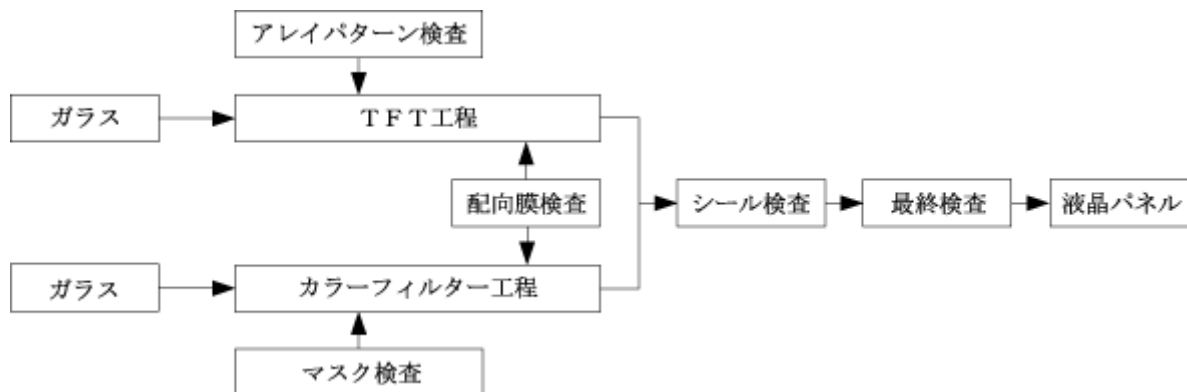 アレイパターン検査
ガラス
ＴＦＴ工程
配向膜検査
シール検査
最終検査
液晶パネル
ガラス
カラーフィルター工程
マスク検査